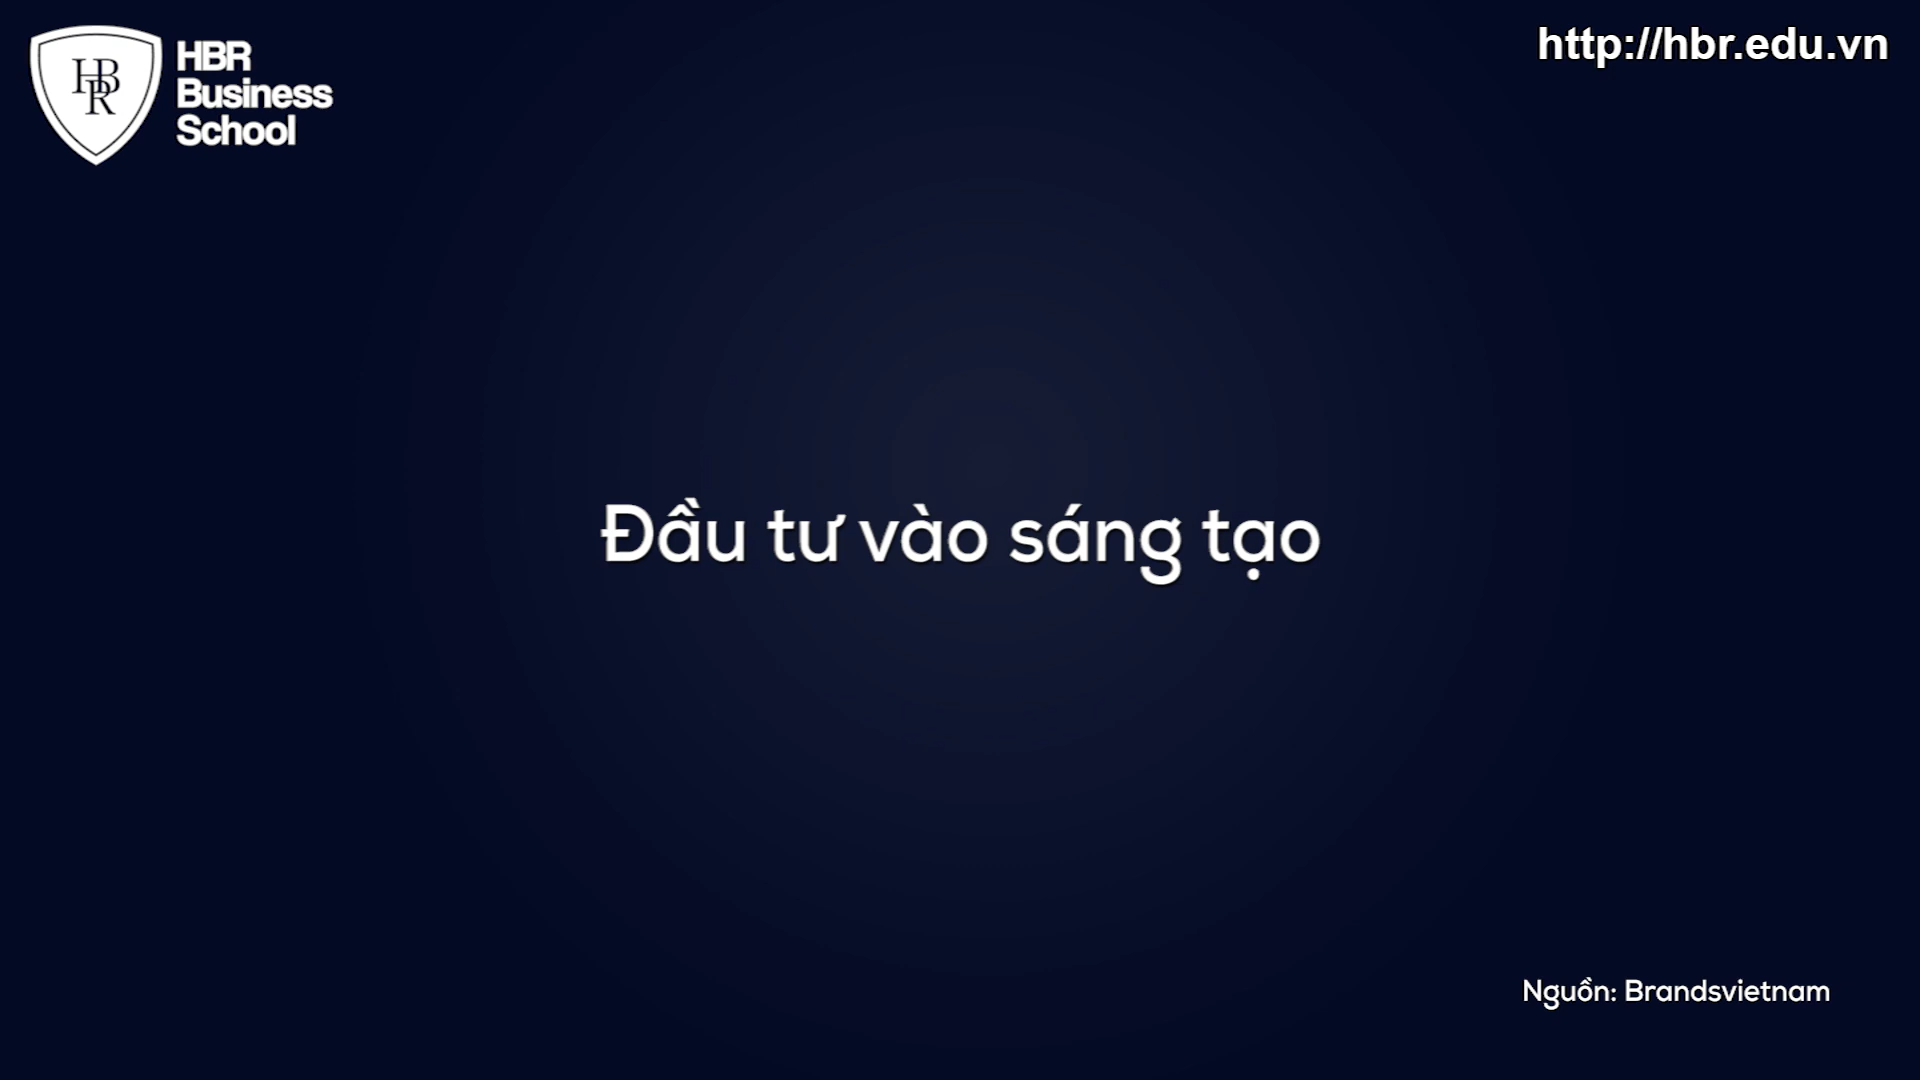 HBR
Business
School
http://hbr.edu.vn
Đầu tư vào sáng tạo
Nguồn: Brandsvietnam